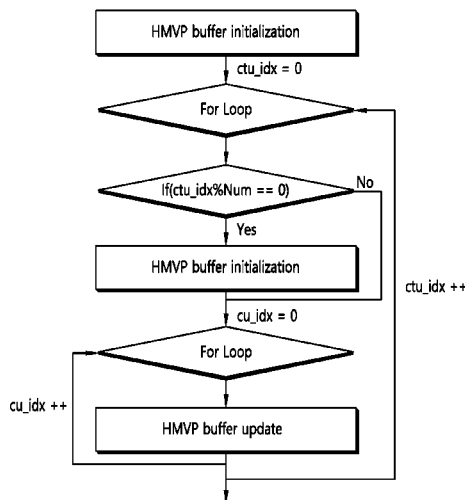 HMVP buffer initialization
ctu_idx = 0
For Loop
If(ctu_idx%Num == 0)
No
Yes
HMVP buffer initialization
ctu_idx ++
cu_idx = 0
For Loop
cu_idx ++
HMVP buffer update